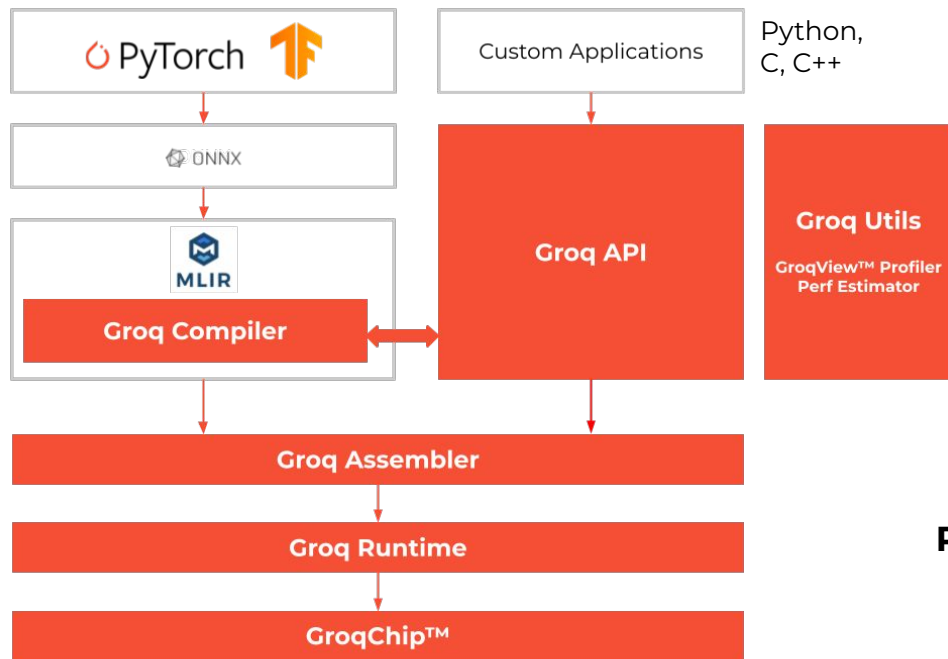 PyTorch
Custom Applications
Python,
C, C++
ONNX
MLIR
Groq Compiler
Groq API
Groq Utils
GroqView™ Profiler
Perf Estimator
Groq Assembler
Groq Runtime
GroqChip™